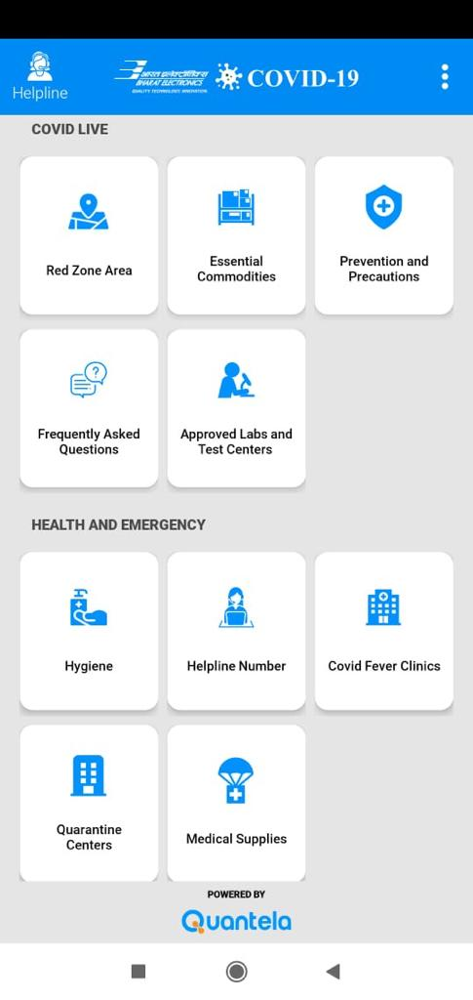 Helpline
भारत इलेक्ट्रॉनिक्स
BHARAT ELECTRONICS
QUALITY. TECHNOLOGY. INNOVATION.
COVID-19
COVID LIVE
Red Zone Area
Essential
Commodities
Prevention and
Precautions
Frequently Asked
Questions
Approved Labs and
Test Centers
HEALTH AND EMERGENCY
Hygiene
Helpline Number
Covid Fever Clinics
Quarantine
Centers
Medical Supplies
POWERED BY
Quantela